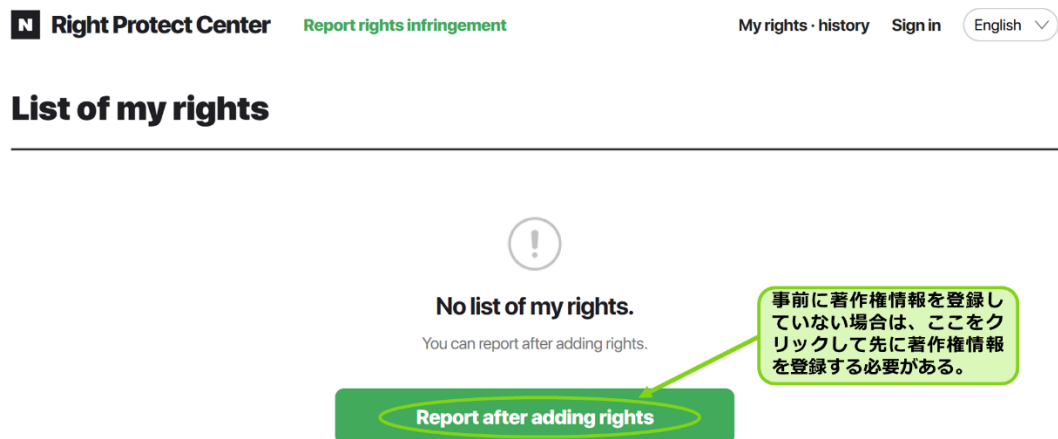 N Right Protect Center Report rights infringement My rights · history Sign in English
List of my rights
No list of my rights.
You can report after adding rights.
事前に著作権情報を登録し
ていない場合は、ここをク
リックして先に著作権情報
を登録する必要がある。
Report after adding rights